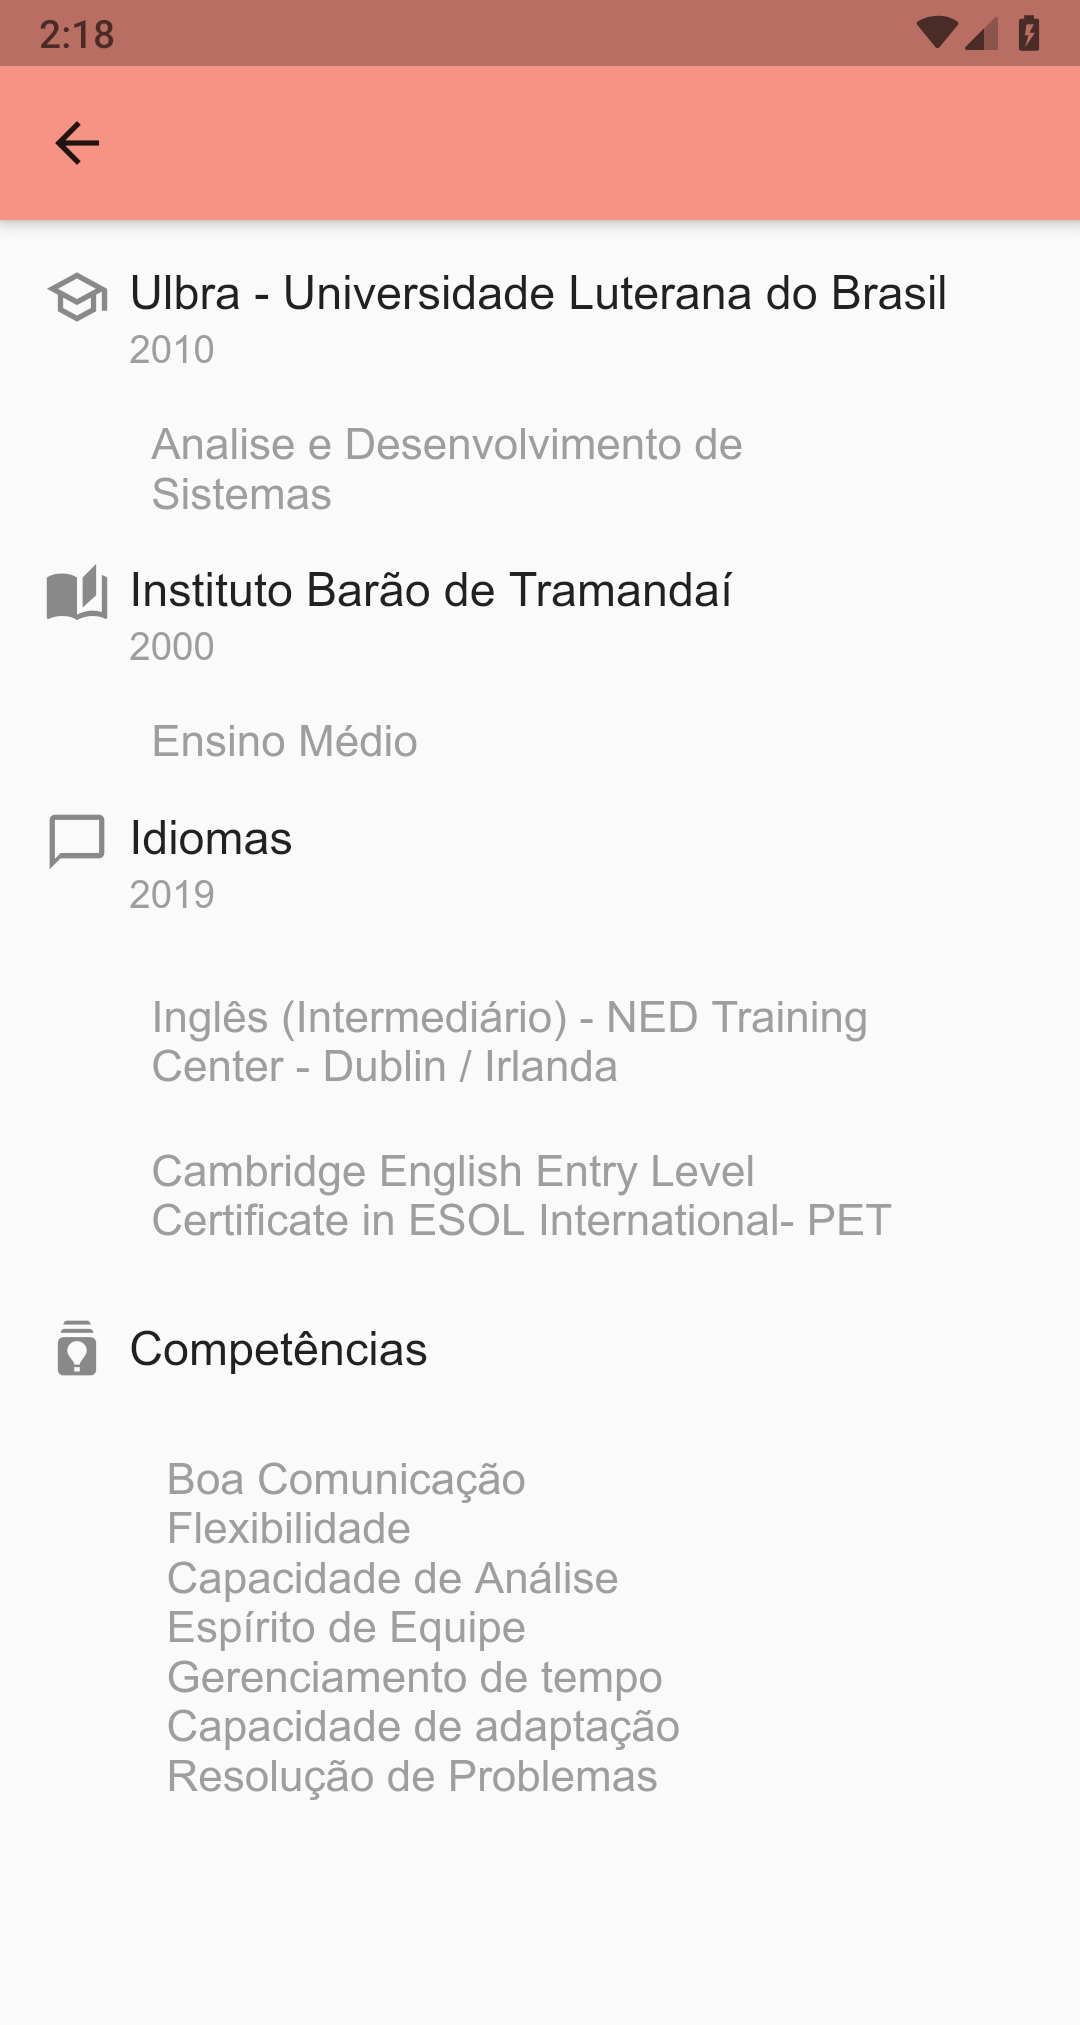 2:18
Ulbra - Universidade Luterana do Brasil
2010
Analise e Desenvolvimento de
Sistemas
Instituto Barão de Tramandaí
2000
Ensino Médio
Idiomas
2019
Inglês (Intermediário) - NED Training
Center - Dublin / Irlanda
Cambridge English Entry Level
Certificate in ESOL International- PET
Competências
Boa Comunicação
Flexibilidade
Capacidade de Análise
Espírito de Equipe
Gerenciamento de tempo
Capacidade de adaptação
Resolução de Problemas